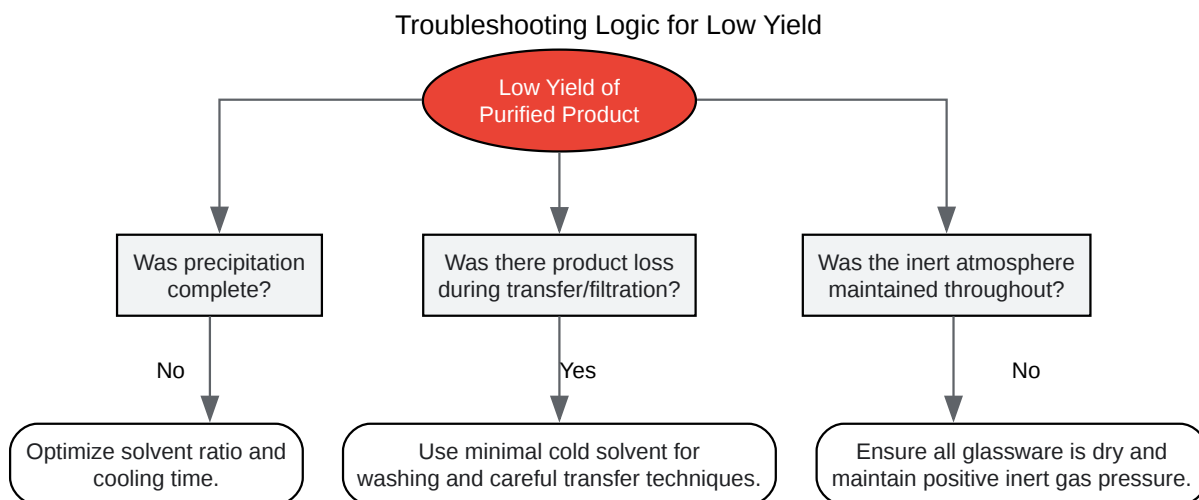 Troubleshooting Logic for Low Yield
Low Yield of
Purified Product
Was precipitation
complete?
Was there product loss
during transfer/filtration?
Was the inert atmosphere
maintained throughout?
No
Yes
No
Optimize solvent ratio and
cooling time.
Use minimal cold solvent for
washing and careful transfer techniques.
Ensure all glassware is dry and
maintain positive inert gas pressure.